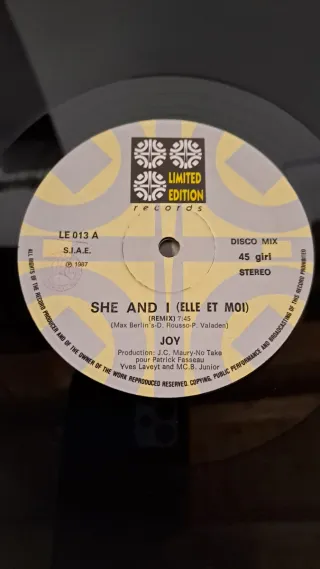 LIMITED
EDITION
records
LE 013 A
S.I.A.E.
℗ 1987
DISCO MIX
45 giri
STEREO
SHE AND I (ELLE ET MOI)
(REMIX) 7:45
(Max Berlin's-D. Rousso-P. Valaden)
JOY
Production: J.C. Maury-No Take
pour Patrick Fasseau
Yves Laveyt and MC.B. Junior
ALL RIGHTS OF THE RECORD PRODUCER AND OF THE OWNER OF THE WORK REPRODUCED RESERVED. COPYING, PUBLIC PERFORMANCE AND BROADCASTING OF THIS RECORD PROHIBITED